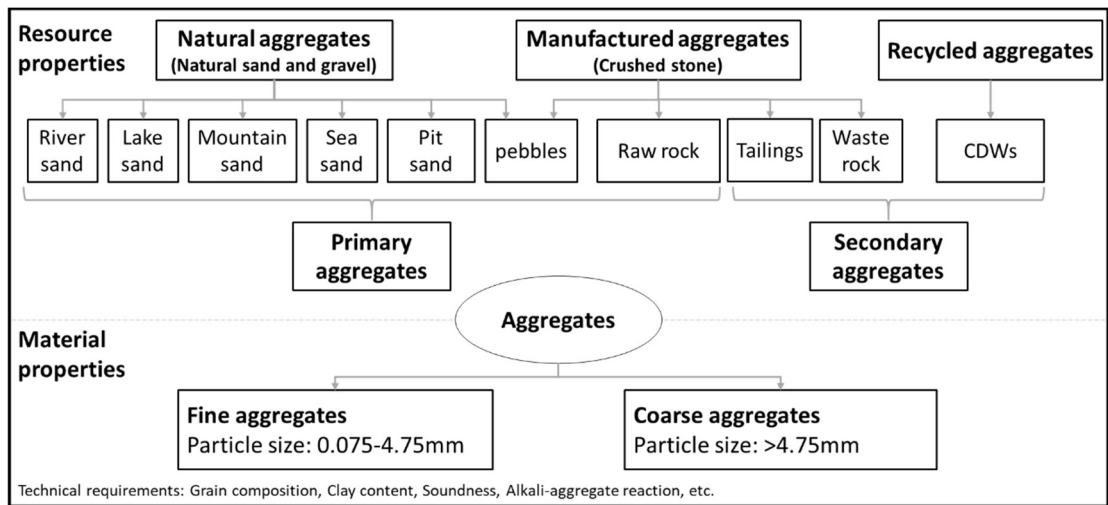 Resource
properties
Natural aggregates
(Natural sand and gravel)
Manufactured aggregates
(Crushed stone)
Recycled aggregates
River
sand
Lake
sand
Mountain
sand
Sea
sand
Pit
sand
pebbles
Raw rock
Tailings
Waste
rock
CDWs
Primary
aggregates
Secondary
aggregates
Aggregates
Material
properties
Fine aggregates
Particle size: 0.075-4.75mm
Coarse aggregates
Particle size: >4.75mm
Technical requirements: Grain composition, Clay content, Soundness, Alkali-aggregate reaction, etc.